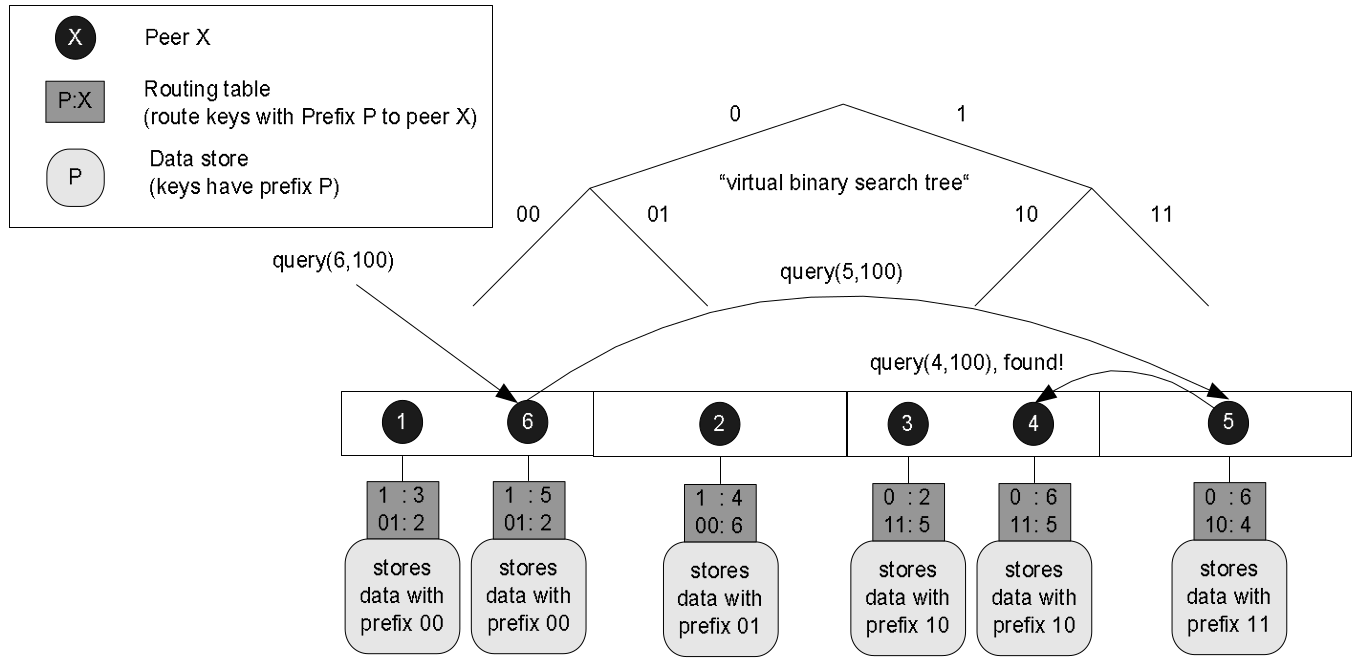 X
Peer X
P:X
Routing table
(route keys with Prefix P to peer X)
P
Data store
(keys have prefix P)
0
1
“virtual binary search tree“
00
01
10
11
query(6,100)
query(5,100)
query(4,100), found!
1
6
2
3
4
5
1 : 3
01: 2
1 : 5
01: 2
1 : 4
00: 6
0 : 2
11: 5
0 : 6
11: 5
0 : 6
10: 4
stores
data with
prefix 00
stores
data with
prefix 00
stores
data with
prefix 01
stores
data with
prefix 10
stores
data with
prefix 10
stores
data with
prefix 11